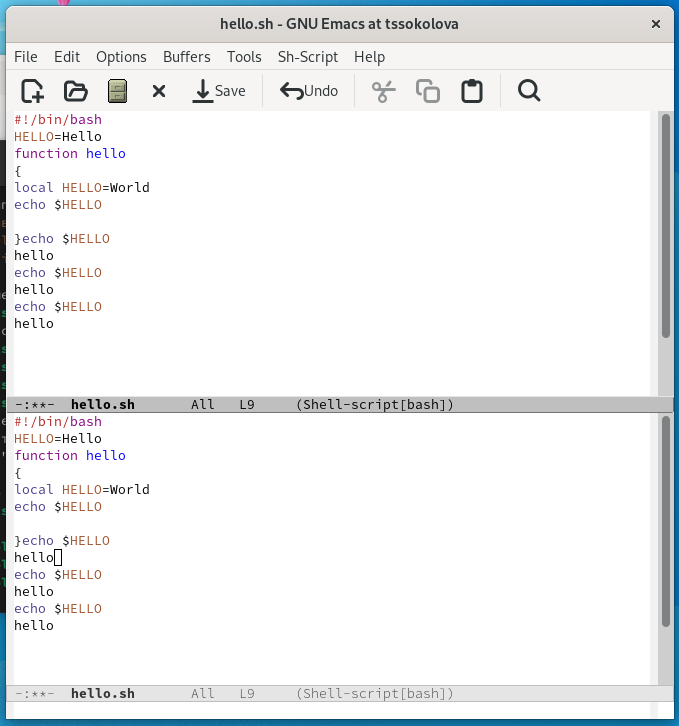 hello.sh - GNU Emacs at tssokolova
File Edit Options Buffers Tools Sh-Script Help
Save Undo
#!/bin/bash
HELLO=Hello
function hello
{
local HELLO=World
echo $HELLO
}echo $HELLO
hello
echo $HELLO
hello
echo $HELLO
hello
-:**- hello.sh All L9 (Shell-script[bash])
#!/bin/bash
HELLO=Hello
function hello
{
local HELLO=World
echo $HELLO
}echo $HELLO
hello
echo $HELLO
hello
echo $HELLO
hello
-:**- hello.sh All L9 (Shell-script[bash])